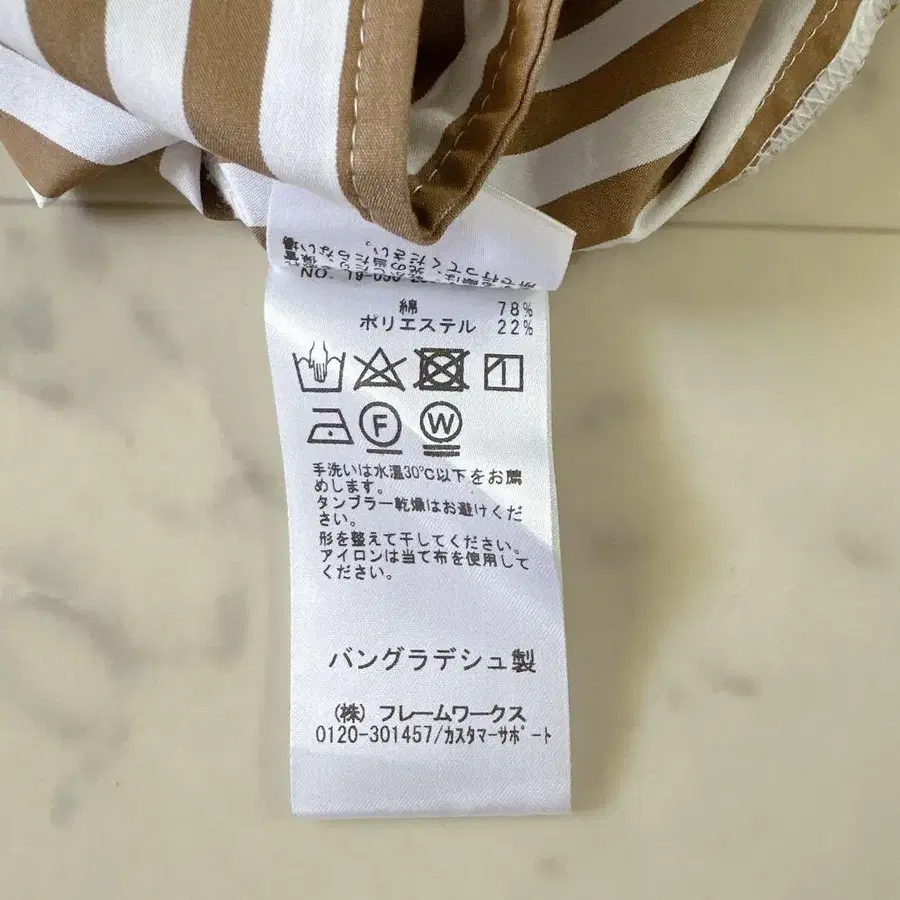 綿 78%
ポリエステル 22%
F W
手洗いは水温30℃以下をお薦
めします。
タンブラー乾燥はお避けくだ
さい。
形を整えて干してください。
アイロンは当て布を使用して
ください。
バングラデシュ製
(株) フレームワークス
0120-301457/カスタマーサポート